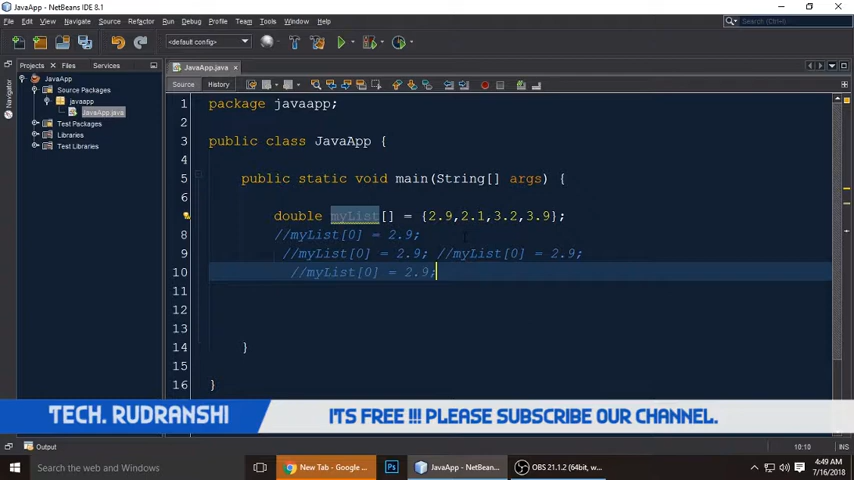 JavaApp - NetBeans IDE 8.1
File Edit View Navigate Source Refactor Run Debug Profile Team Tools Window Help
Search (Ctrl+I)
<default config>
Projects Files Services
JavaApp.java
Navigator
JavaApp
Source Packages
javaapp
JavaApp.java
Test Packages
Libraries
Test Libraries
Source History
1 package javaapp;
2
3 public class JavaApp {
4
5 public static void main(String[] args) {
6
double myList[] = {2.9,2.1,3.2,3.9};
8 //myList[0] = 2.9;
9 //myList[0] = 2.9; //myList[0] = 2.9;
10 //myList[0] = 2.9;
11
12
13
14 }
15
16 }
TECH. RUDRANSHI
ITS FREE !!! PLEASE SUBSCRIBE OUR CHANNEL.
Output
10:10
INS
Search the web and Windows
New Tab - Google ...
Ps
JavaApp - NetBeans...
OBS 21.1.2 (64bit, w...
4:49 AM
7/16/2018